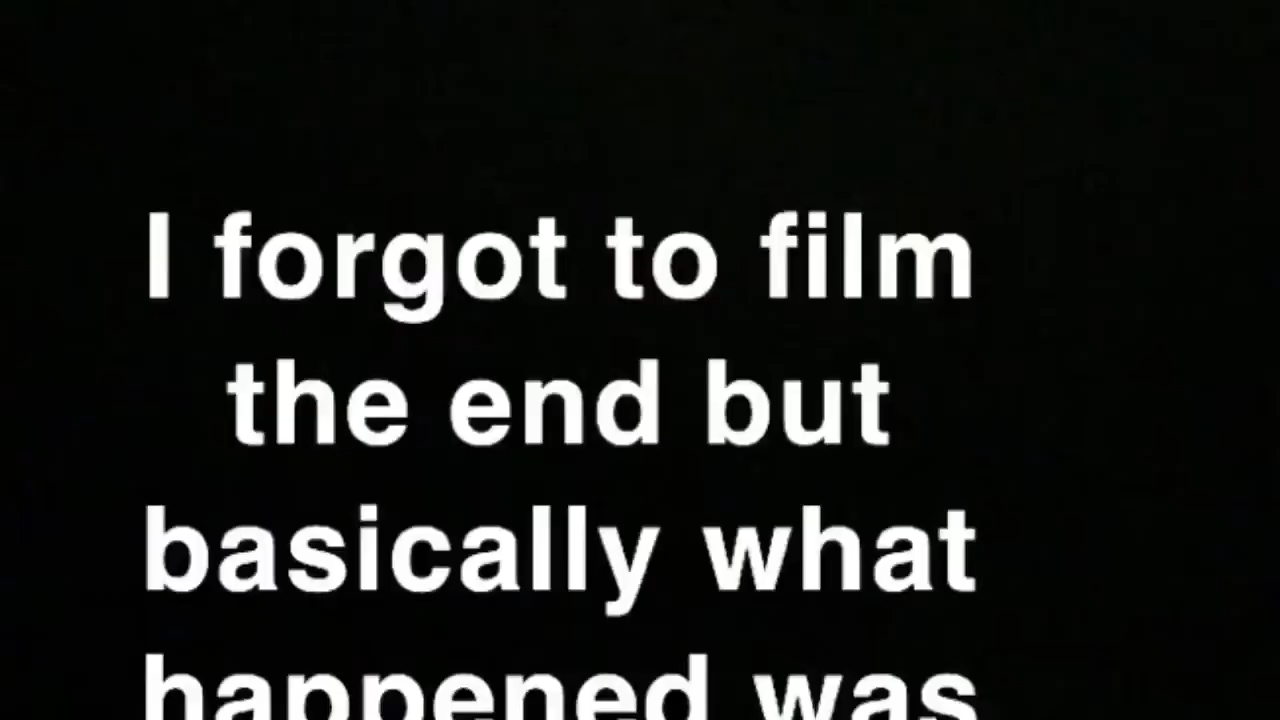 I forgot to film
the end but
basically what
happened was